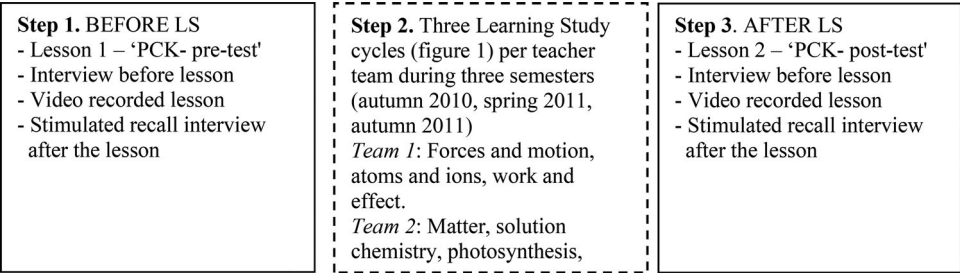 Step 1. BEFORE LS
- Lesson 1 – ‘PCK- pre-test'
- Interview before lesson
- Video recorded lesson
- Stimulated recall interview
after the lesson
Step 2. Three Learning Study
cycles (figure 1) per teacher
team during three semesters
(autumn 2010, spring 2011,
autumn 2011)
Team 1: Forces and motion,
atoms and ions, work and
effect.
Team 2: Matter, solution
chemistry, photosynthesis,
Step 3. AFTER LS
- Lesson 2 – ‘PCK- post-test'
- Interview before lesson
- Video recorded lesson
- Stimulated recall interview
after the lesson